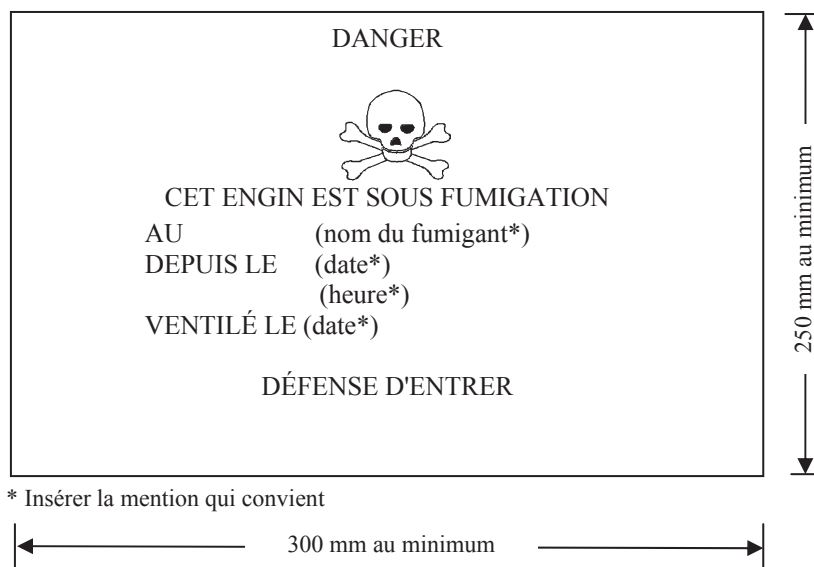 DANGER
CET ENGIN EST SOUS FUMIGATION
AU (nom du fumigant*)
DEPUIS LE (date*)
(heure*)
VENTILÉ LE (date*)
DÉFENSE D'ENTRER
250 mm au minimum
* Insérer la mention qui convient
300 mm au minimum